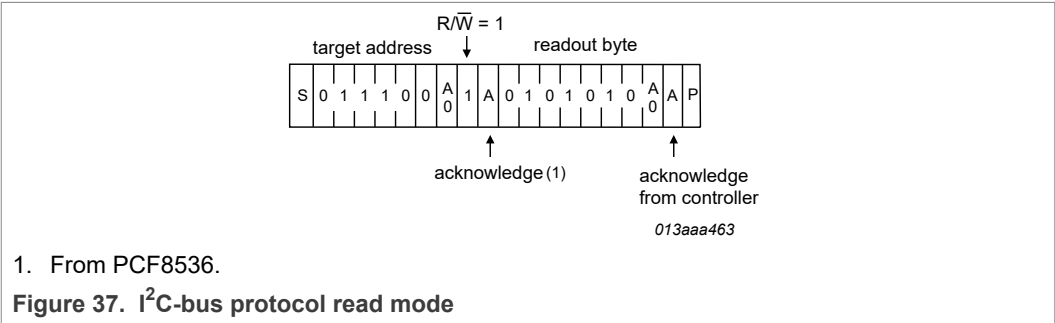 R/W̅ = 1
target address readout byte
S 0 1 1 1 0 0 A0 1 A 0 1 0 1 0 1 0 A0 A P
acknowledge (1) acknowledge
from controller
013aaa463
1. From PCF8536.
Figure 37. I²C-bus protocol read mode